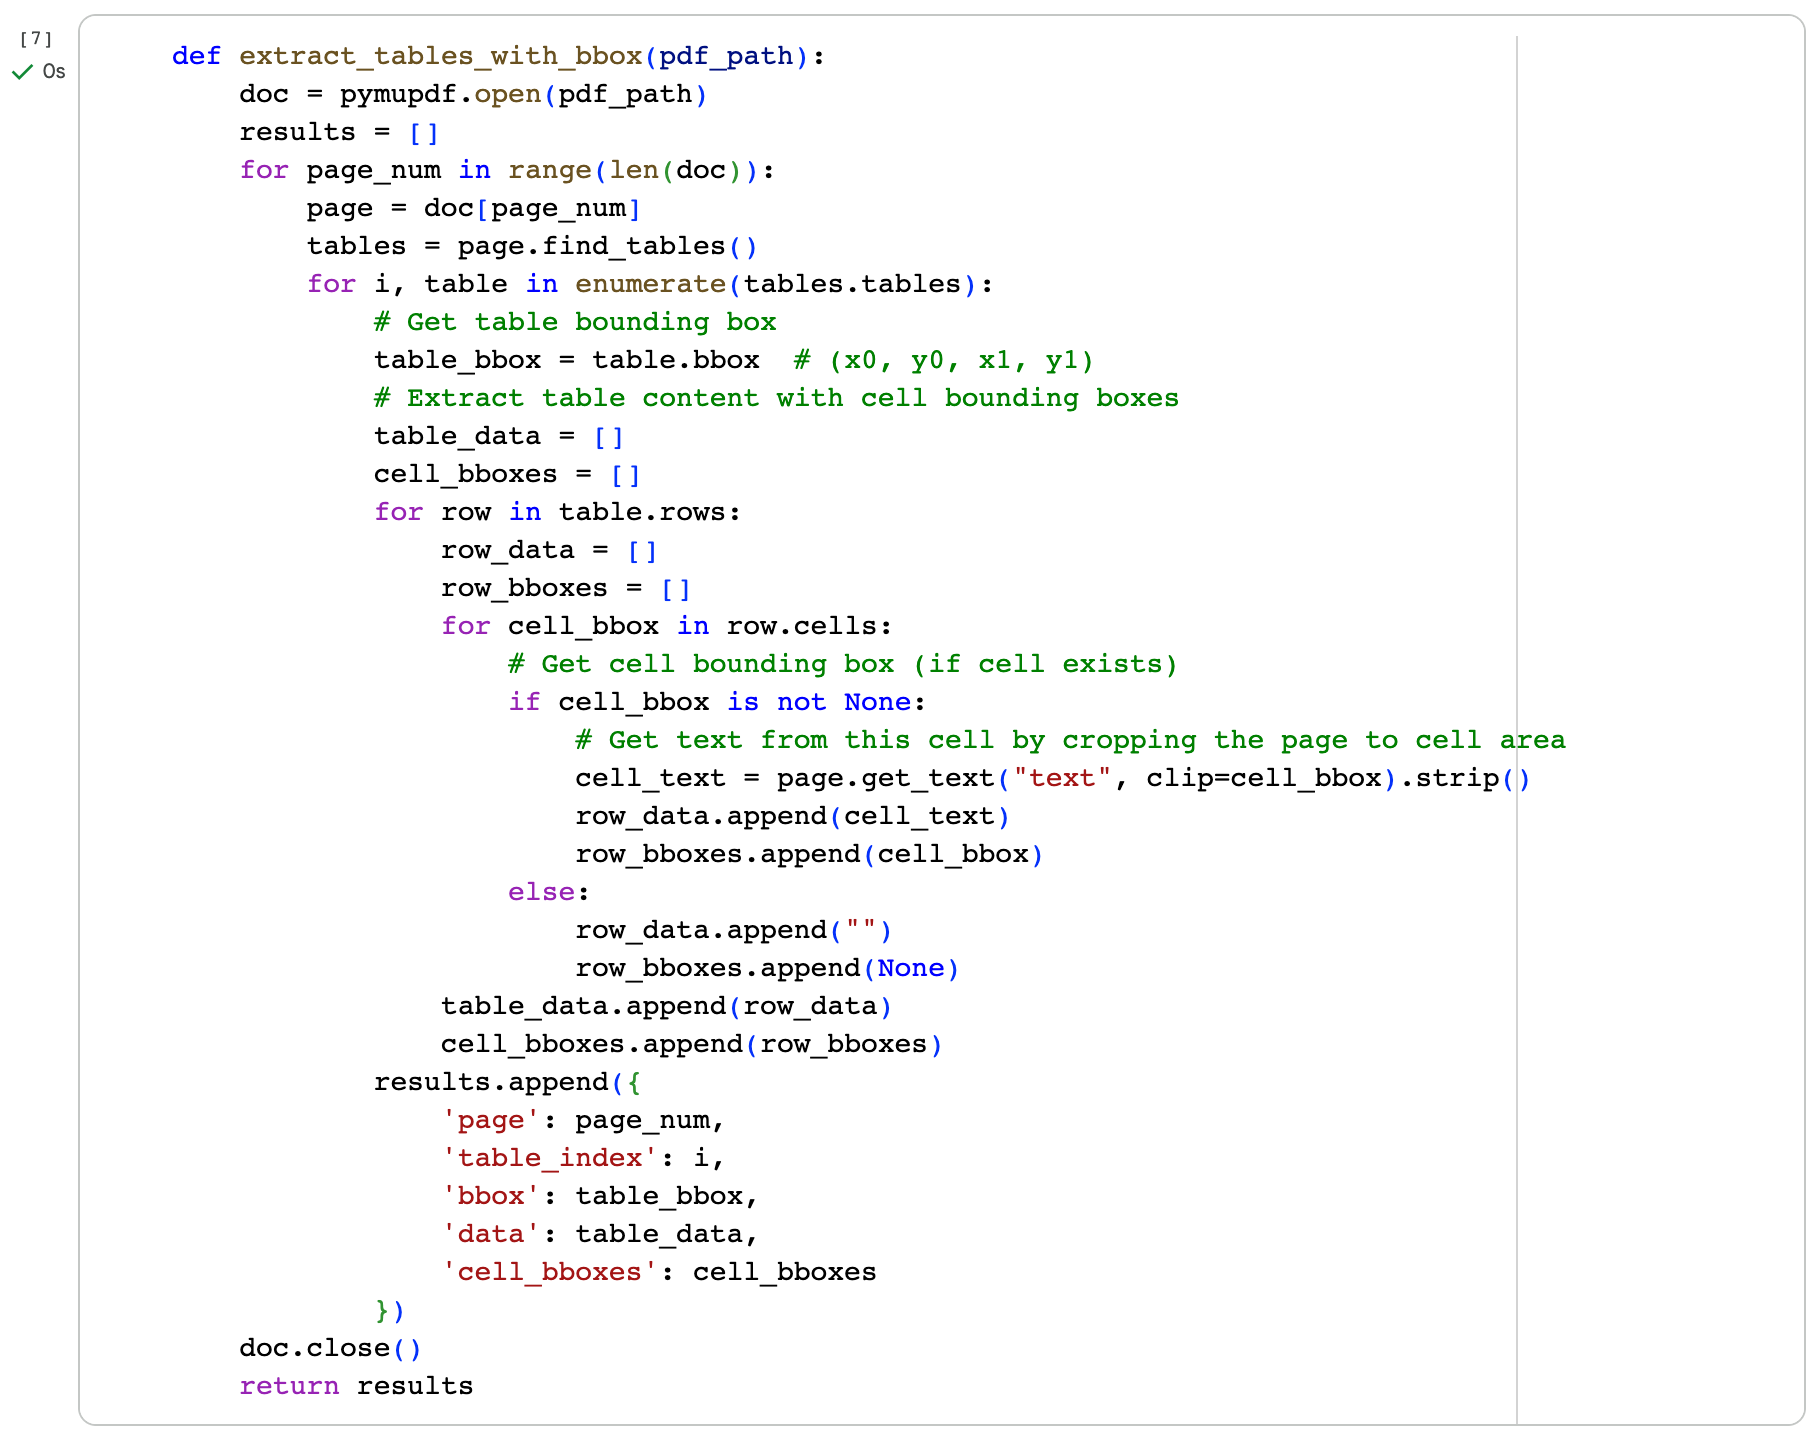 [7]
0s
def extract_tables_with_bbox(pdf_path):
    doc = pymupdf.open(pdf_path)
    results = []
    for page_num in range(len(doc)):
        page = doc[page_num]
        tables = page.find_tables()
        for i, table in enumerate(tables.tables):
            # Get table bounding box
            table_bbox = table.bbox  # (x0, y0, x1, y1)
            # Extract table content with cell bounding boxes
            table_data = []
            cell_bboxes = []
            for row in table.rows:
                row_data = []
                row_bboxes = []
                for cell_bbox in row.cells:
                    # Get cell bounding box (if cell exists)
                    if cell_bbox is not None:
                        # Get text from this cell by cropping the page to cell area
                        cell_text = page.get_text("text", clip=cell_bbox).strip()
                        row_data.append(cell_text)
                        row_bboxes.append(cell_bbox)
                    else:
                        row_data.append("")
                        row_bboxes.append(None)
                table_data.append(row_data)
                cell_bboxes.append(row_bboxes)
            results.append({
                'page': page_num,
                'table_index': i,
                'bbox': table_bbox,
                'data': table_data,
                'cell_bboxes': cell_bboxes
            })
    doc.close()
    return results